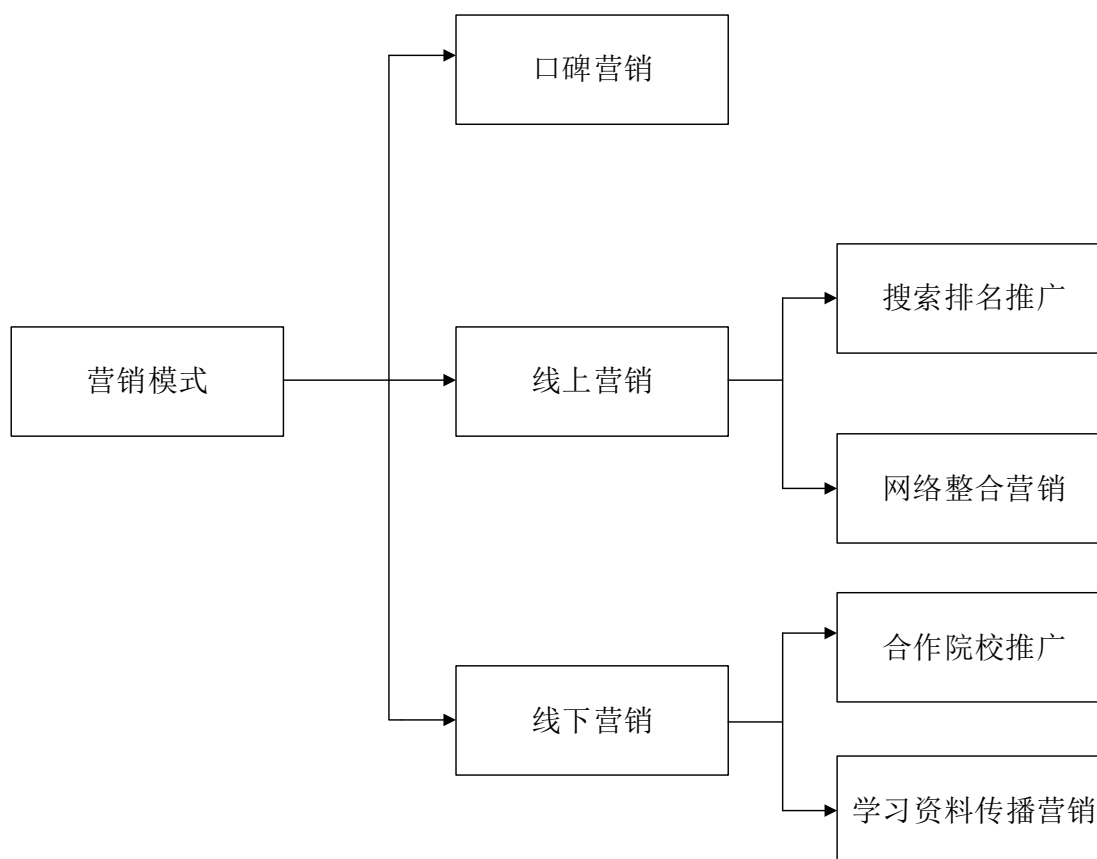 口碑营销
搜索排名推广
营销模式
线上营销
网络整合营销
合作院校推广
线下营销
学习资料传播营销